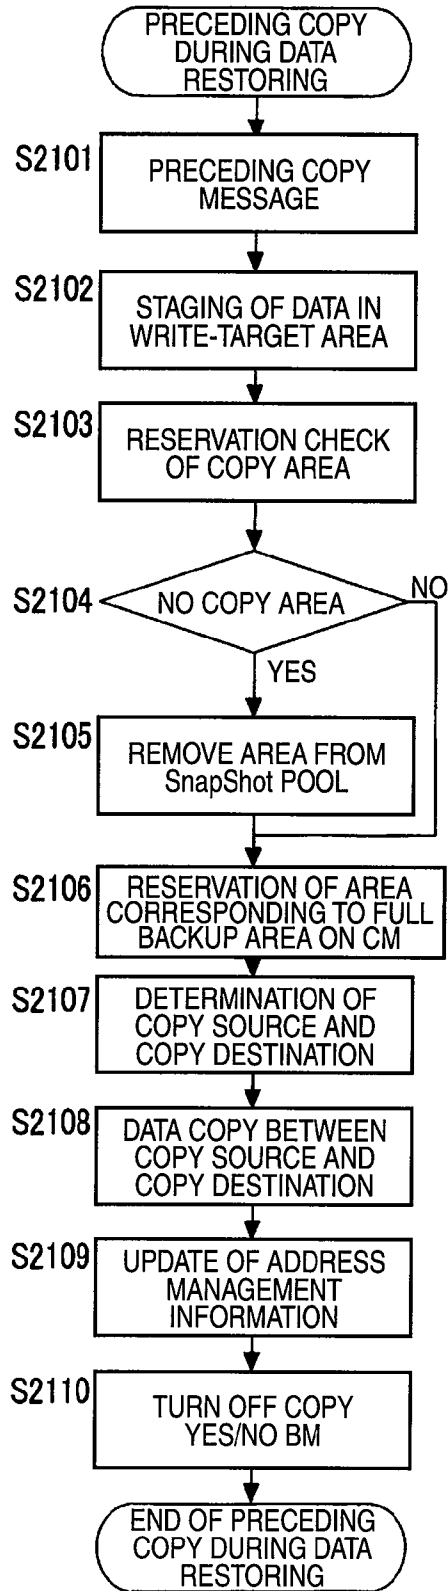 PRECEDING COPY
DURING DATA
RESTORING
S2101
PRECEDING COPY
MESSAGE
S2102
STAGING OF DATA IN
WRITE-TARGET AREA
S2103
RESERVATION CHECK
OF COPY AREA
S2104
NO COPY AREA
NO
YES
S2105
REMOVE AREA FROM
SnapShot POOL
S2106
RESERVATION OF AREA
CORRESPONDING TO FULL
BACKUP AREA ON CM
S2107
DETERMINATION OF
COPY SOURCE AND
COPY DESTINATION
S2108
DATA COPY BETWEEN
COPY SOURCE AND
COPY DESTINATION
S2109
UPDATE OF ADDRESS
MANAGEMENT
INFORMATION
S2110
TURN OFF COPY
YES/NO BM
END OF PRECEDING
COPY DURING DATA
RESTORING